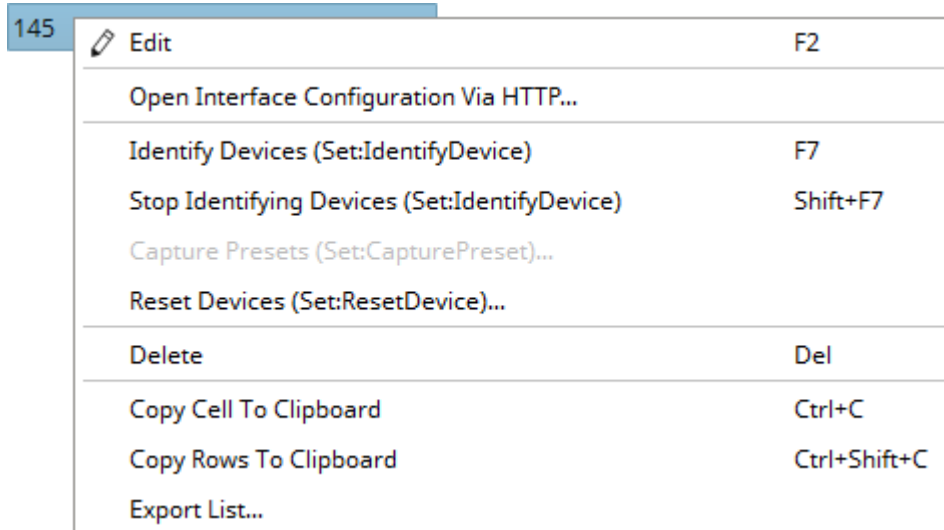 145
Edit F2
Open Interface Configuration Via HTTP...
Identify Devices (Set:IdentifyDevice) F7
Stop Identifying Devices (Set:IdentifyDevice) Shift+F7
Capture Presets (Set:CapturePreset)...
Reset Devices (Set:ResetDevice)...
Delete Del
Copy Cell To Clipboard Ctrl+C
Copy Rows To Clipboard Ctrl+Shift+C
Export List...